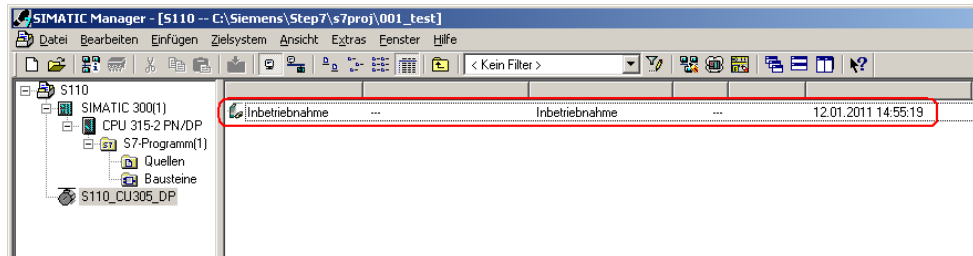 SIMATIC Manager - [S110 -- C:\Siemens\Step7\s7proj\001_test]
Datei Bearbeiten Einfügen Zielsystem Ansicht Extras Fenster Hilfe
< Kein Filter >
S110
SIMATIC 300(1)
CPU 315-2 PN/DP
S7-Programm(1)
Quellen
Bausteine
S110_CU305_DP
Inbetriebnahme --- Inbetriebnahme --- 12.01.2011 14:55:19